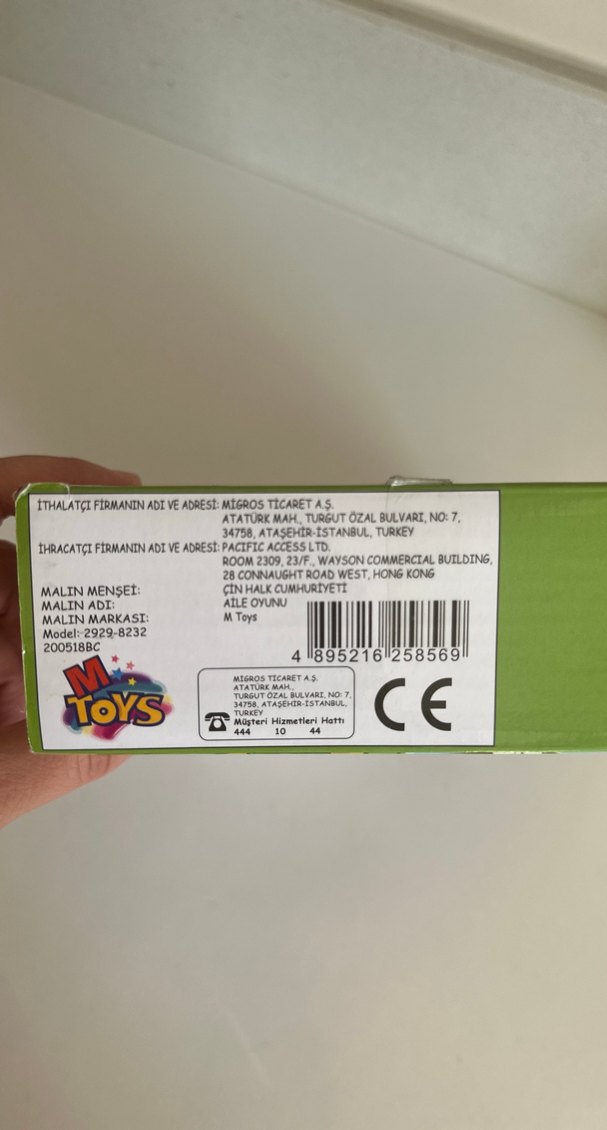 İTHALATÇI FİRMANIN ADI VE ADRESİ: MİGROS TİCARET A.Ş.
ATATÜRK MAH., TURGUT ÖZAL BULVARI, NO: 7,
34758, ATAŞEHİR-İSTANBUL, TURKEY
İHRACATÇI FİRMANIN ADI VE ADRESİ: PACIFIC ACCESS LTD.
ROOM 2309, 23/F., WAYSON COMMERCIAL BUILDING,
28 CONNAUGHT ROAD WEST, HONG KONG
MALIN MENŞEİ: ÇİN HALK CUMHURİYETİ
MALIN ADI: AİLE OYUNU
MALIN MARKASI: M Toys
Model: 2929-8232
200518BC
4 895216 258569
M TOYS
MİGROS TİCARET A.Ş.
ATATÜRK MAH.,
TURGUT ÖZAL BULVARI, NO: 7,
34758, ATAŞEHİR-İSTANBUL,
TURKEY
Müşteri Hizmetleri Hattı
444 10 44
CE